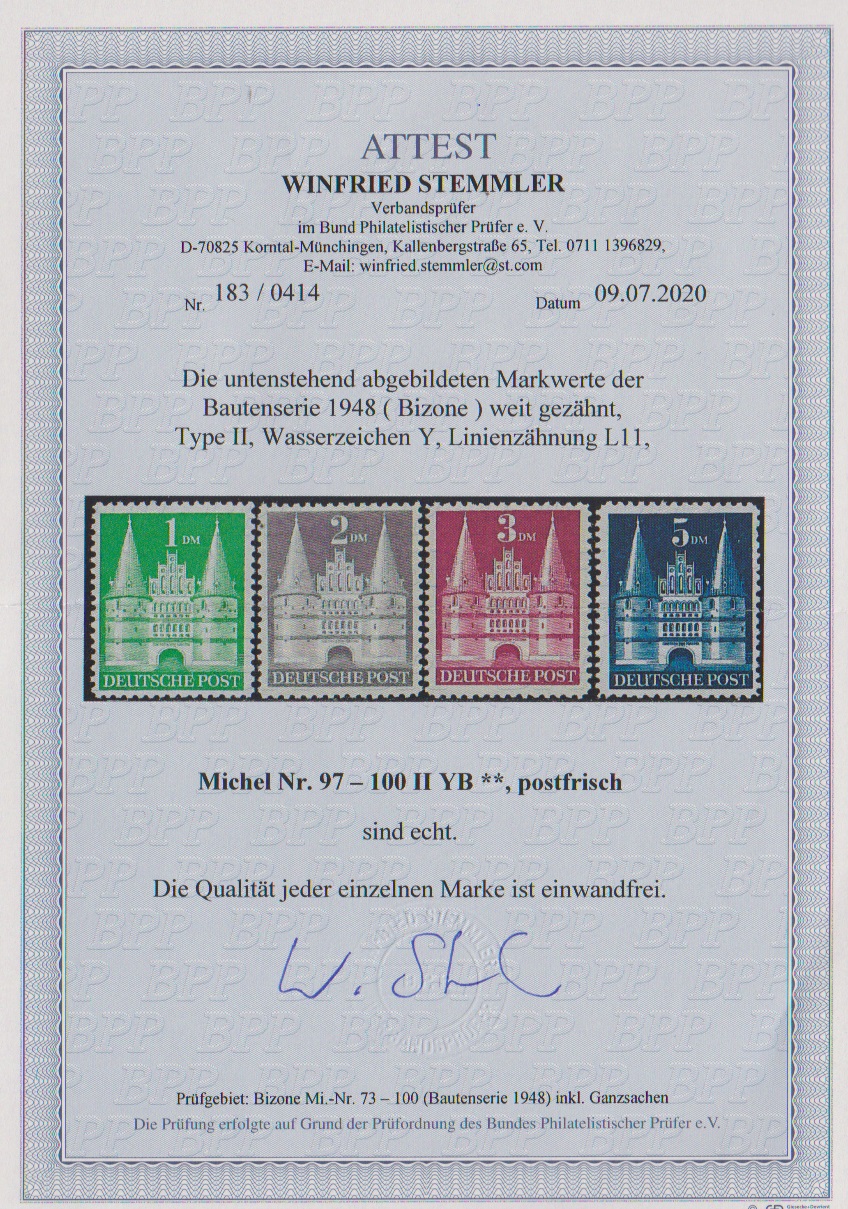 ATTEST
WINFRIED STEMMLER
Verbandsprüfer
im Bund Philatelistischer Prüfer e. V.
D-70825 Korntal-Münchingen, Kallenbergstraße 65, Tel. 0711 1396829,
E-Mail: winfried.stemmler@st.com
Nr. 183 / 0414 Datum 09.07.2020
Die untenstehend abgebildeten Markwerte der
Bautenserie 1948 ( Bizone ) weit gezähnt,
Type II, Wasserzeichen Y, Linienzähnung L11,
1 DM 2 DM 3 DM 5 DM
DEUTSCHE POST DEUTSCHE POST DEUTSCHE POST DEUTSCHE POST
Michel Nr. 97 – 100 II YB **, postfrisch
sind echt.
Die Qualität jeder einzelnen Marke ist einwandfrei.
Prüfgebiet: Bizone Mi.-Nr. 73 – 100 (Bautenserie 1948) inkl. Ganzsachen
Die Prüfung erfolgte auf Grund der Prüfordnung des Bundes Philatelistischer Prüfer e.V.